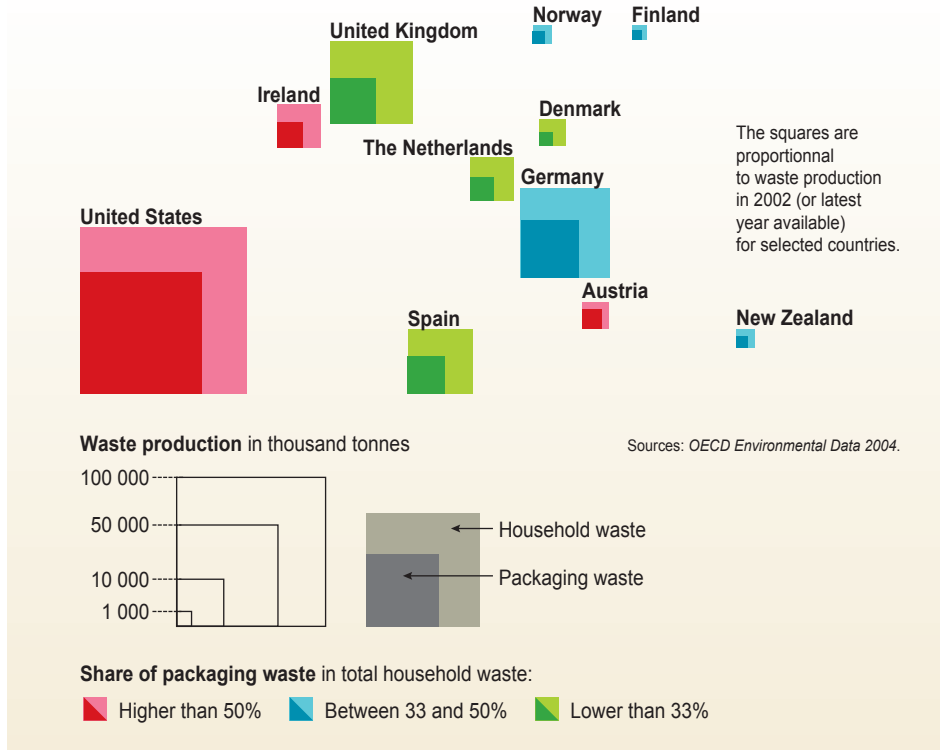 Norway
Finland
United Kingdom
Ireland
Denmark
The Netherlands
Germany
The squares are
proportionnal
to waste production
in 2002 (or latest
year available)
for selected countries.
United States
Austria
Spain
New Zealand
Waste production in thousand tonnes
Sources: OECD Environmental Data 2004.
100 000
50 000
10 000
1 000
Household waste
Packaging waste
Share of packaging waste in total household waste:
Higher than 50%
Between 33 and 50%
Lower than 33%